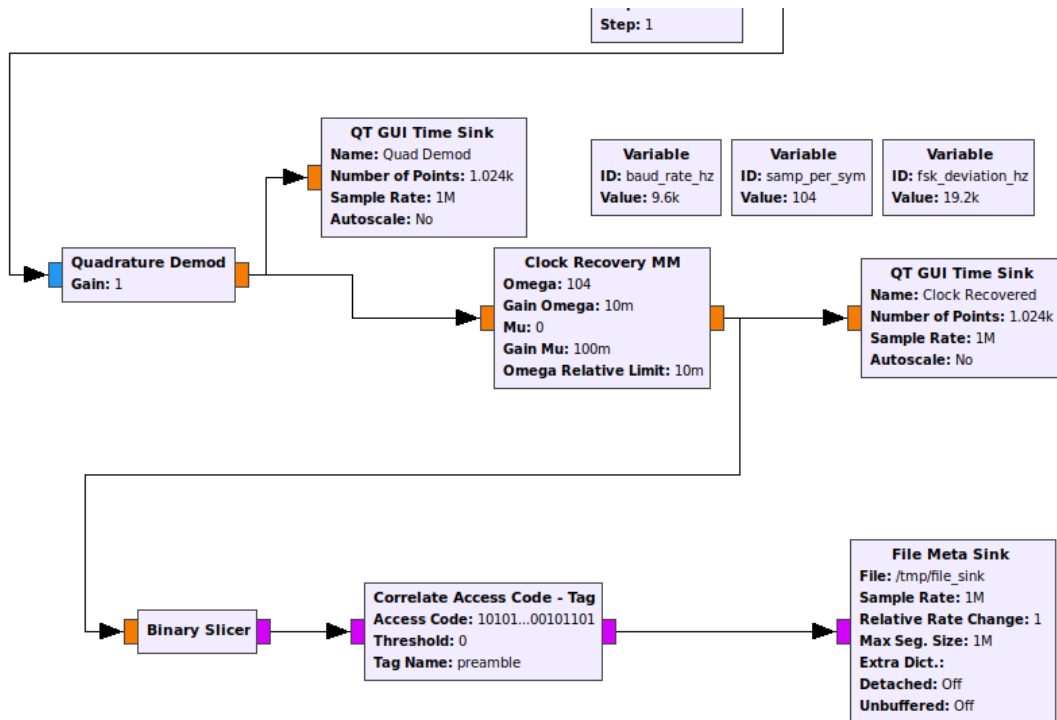 Step: 1
QT GUI Time Sink
Name: Quad Demod
Number of Points: 1.024k
Sample Rate: 1M
Autoscale: No
Variable
ID: baud_rate_hz
Value: 9.6k
Variable
ID: samp_per_sym
Value: 104
Variable
ID: fsk_deviation_hz
Value: 19.2k
Quadrature Demod
Gain: 1
Clock Recovery MM
Omega: 104
Gain Omega: 10m
Mu: 0
Gain Mu: 100m
Omega Relative Limit: 10m
QT GUI Time Sink
Name: Clock Recovered
Number of Points: 1.024k
Sample Rate: 1M
Autoscale: No
Binary Slicer
Correlate Access Code - Tag
Access Code: 10101...00101101
Threshold: 0
Tag Name: preamble
File Meta Sink
File: /tmp/file_sink
Sample Rate: 1M
Relative Rate Change: 1
Max Seg. Size: 1M
Extra Dict.:
Detached: Off
Unbuffered: Off